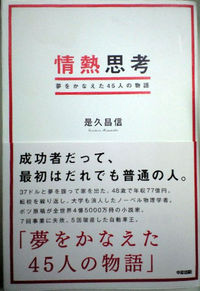 情熱思考
夢をかなえた45人の物語
是久昌信
成功者だって、
最初はだれでも普通の人。
37ドルと夢を持って家を出た、48歳で年収77億円。
転校を繰り返し、大学も浪人したノーベル物理学者。
ボツ原稿が全世界4億5000万冊の小説家。
7回事業に失敗、5回破産した自動車王。
「夢をかなえた
45人の物語」
中経出版